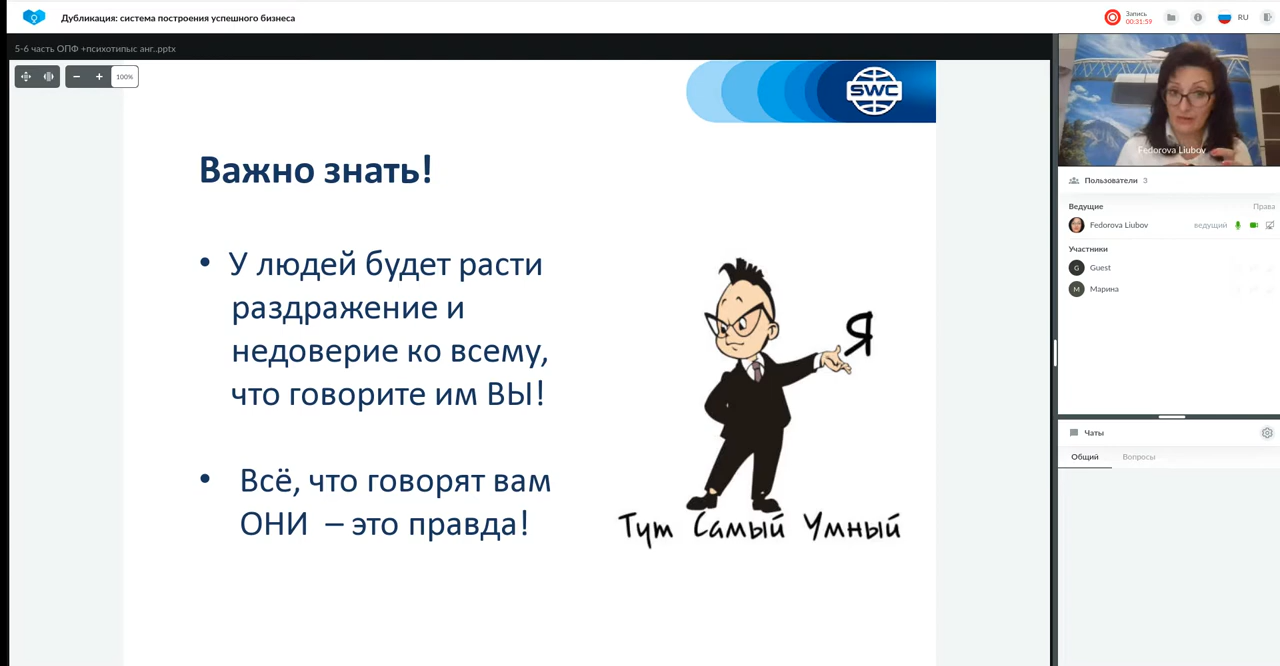 Дубликация: система построения успешного бизнеса
Запись
00:31:59
RU
5-6 часть ОПФ +психотипыс анг..pptx
100%
SWC
Важно знать!
• У людей будет расти
раздражение и
недоверие ко всему,
что говорите им ВЫ!
• Всё, что говорят вам
ОНИ – это правда!
Я
Тут Самый Умный
Fedorova Liubov
Пользователи 3
Ведущие Права
Fedorova Liubov ведущий
Участники
G Guest
М Марина
Чаты
Общий Вопросы